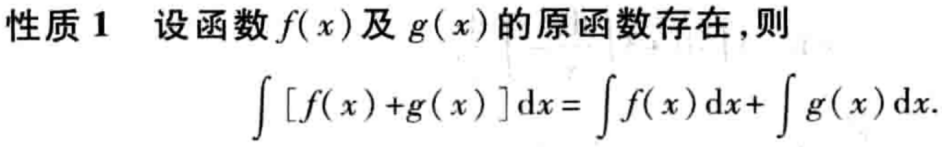 性质 1 设函数 f(x) 及 g(x) 的原函数存在,则
∫ [f(x)+g(x)]dx = ∫ f(x)dx + ∫ g(x)dx.